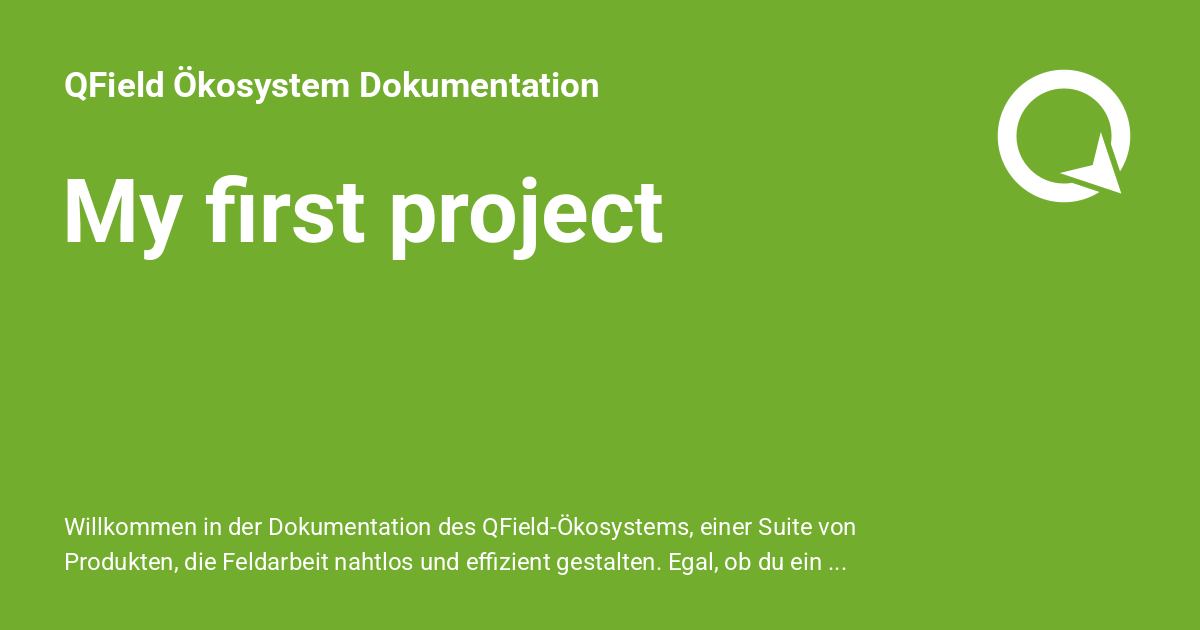 QField Ökosystem Dokumentation
My first project
Willkommen in der Dokumentation des QField-Ökosystems, einer Suite von
Produkten, die Feldarbeit nahtlos und effizient gestalten. Egal, ob du ein ...